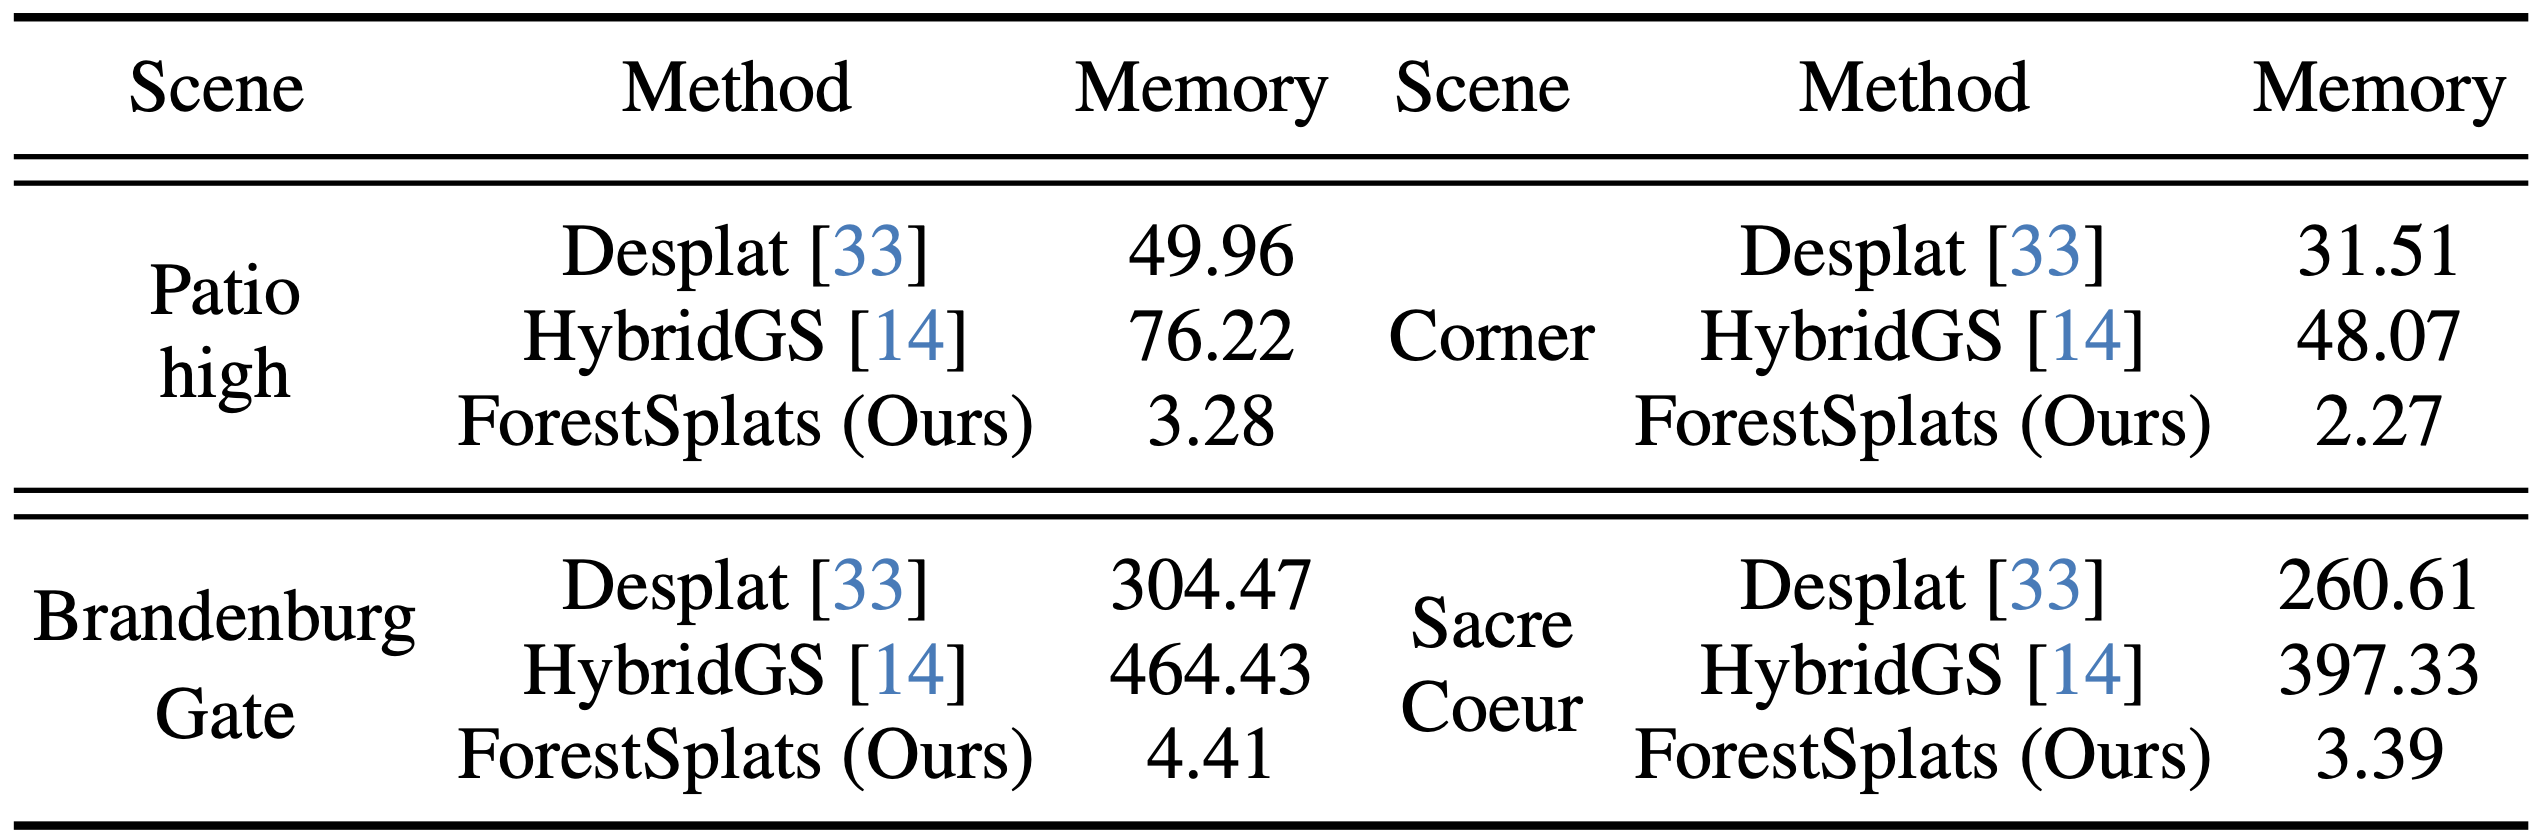 Scene Method Memory Scene Method Memory
Patio high Desplat [33] 49.96 Corner Desplat [33] 31.51
HybridGS [14] 76.22 HybridGS [14] 48.07
ForestSplats (Ours) 3.28 ForestSplats (Ours) 2.27
Brandenburg Gate Desplat [33] 304.47 Sacre Coeur Desplat [33] 260.61
HybridGS [14] 464.43 HybridGS [14] 397.33
ForestSplats (Ours) 4.41 ForestSplats (Ours) 3.39